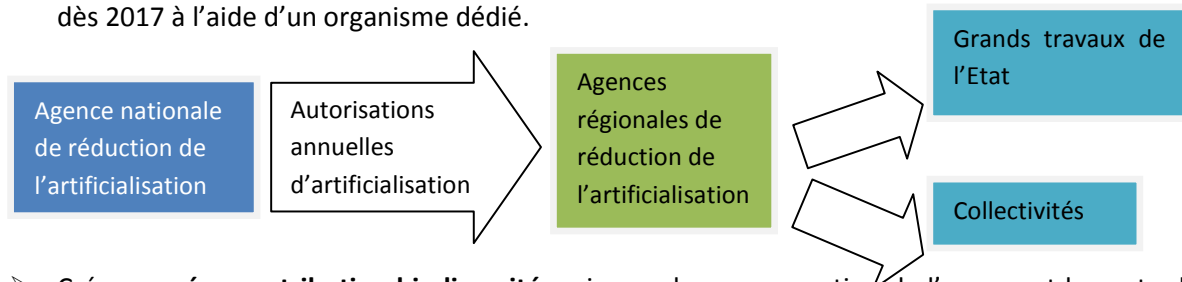 dès 2017 à l'aide d'un organisme dédié.
Agence nationale
de réduction de
l'artificialisation
Autorisations
annuelles
d'artificialisation
Agences
régionales de
réduction de
l'artificialisation
Grands travaux de
l'Etat
Collectivités